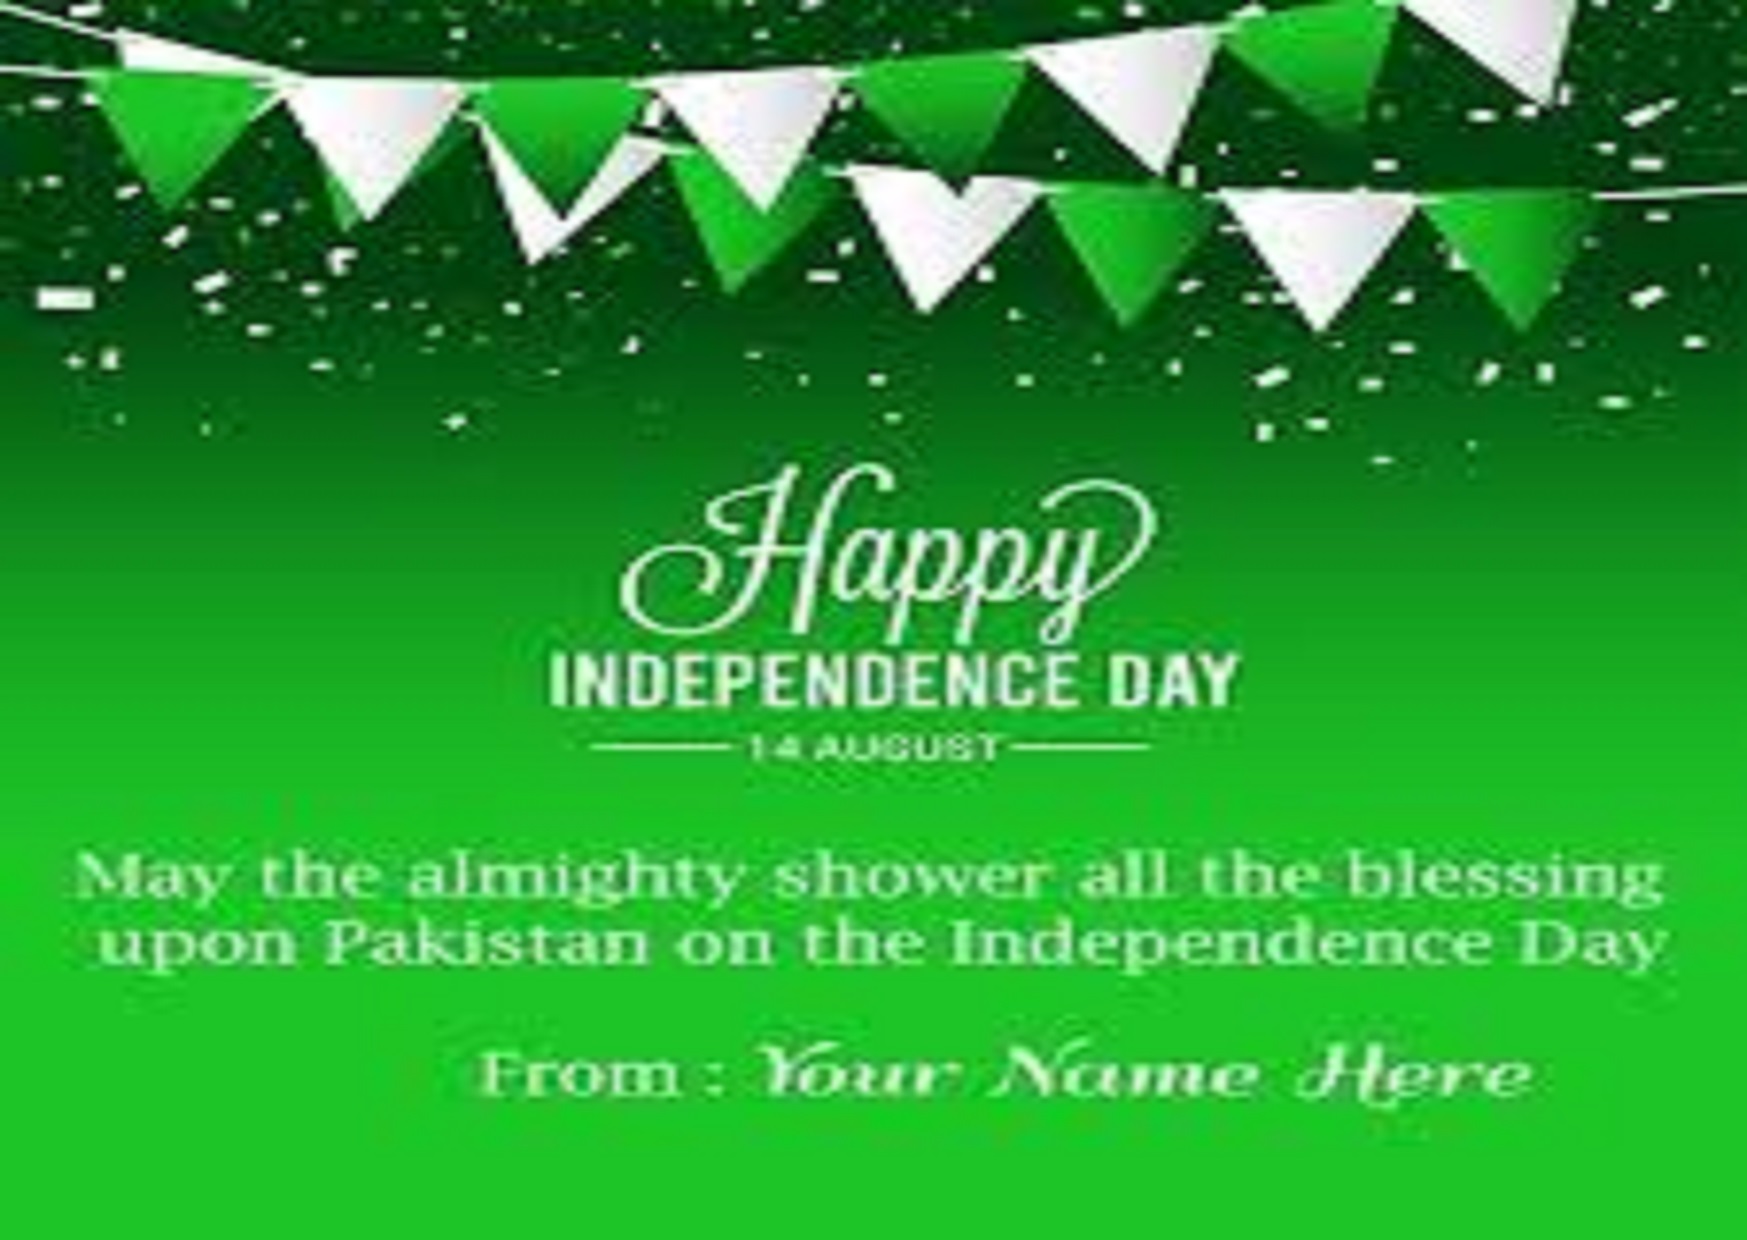 Happy
INDEPENDENCE DAY
14 AUGUST
May the almighty shower all the blessing
upon Pakistan on the Independence Day
From : Your Name Here